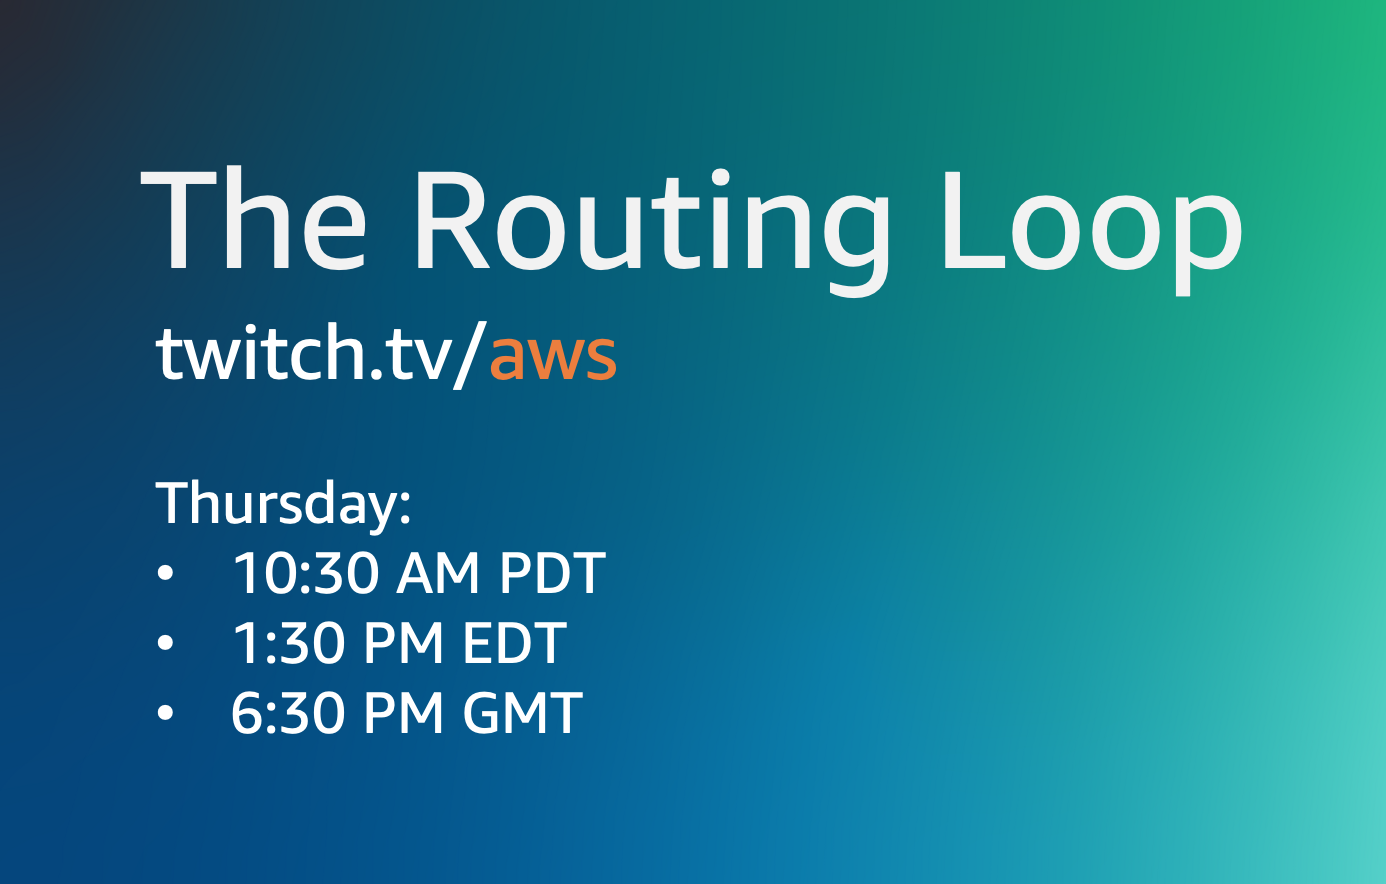 The Routing Loop
twitch.tv/aws
Thursday:
• 10:30 AM PDT
• 1:30 PM EDT
• 6:30 PM GMT